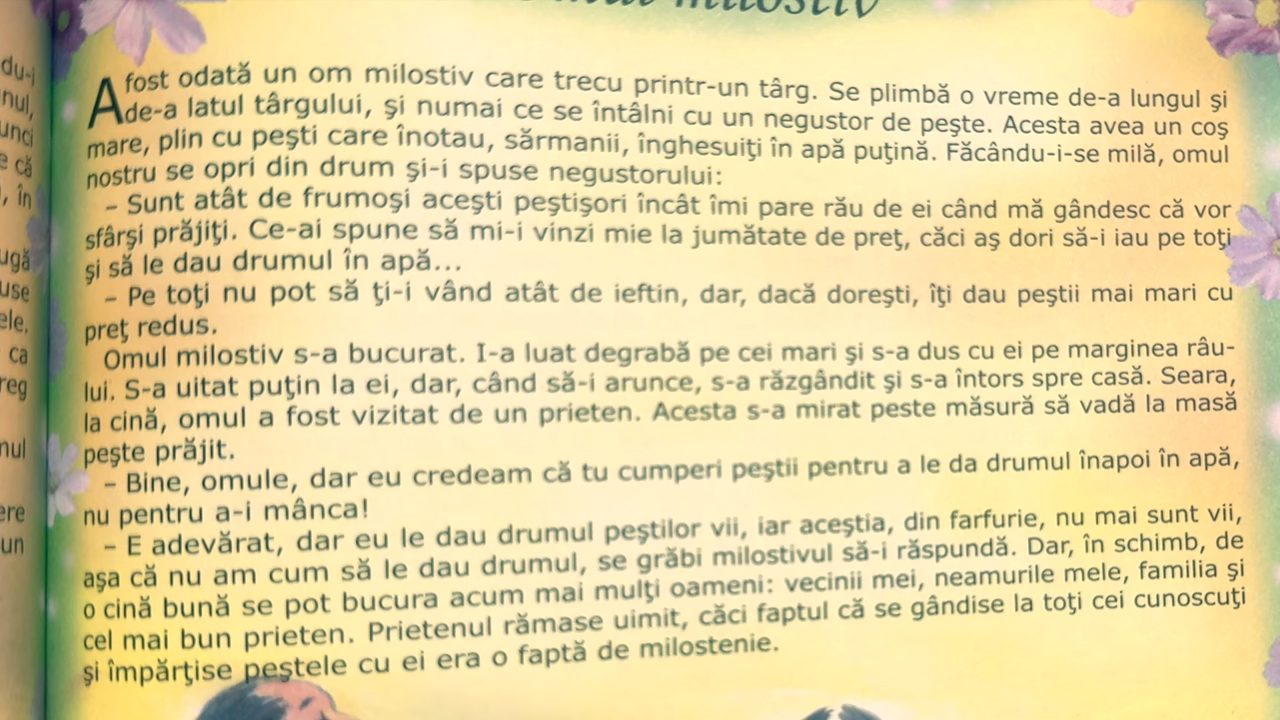 milostiv
A fost odată un om milostiv care trecu printr-un târg. Se plimbă o vreme de-a lungul şi
de-a latul târgului, şi numai ce se întâlni cu un negustor de peşte. Acesta avea un coş
mare, plin cu peşti care înotau, sărmanii, înghesuiţi în apă puţină. Făcându-i-se milă, omul
nostru se opri din drum şi-i spuse negustorului:
– Sunt atât de frumoşi aceşti peştişori încât îmi pare rău de ei când mă gândesc că vor
sfârşi prăjiţi. Ce-ai spune să mi-i vinzi mie la jumătate de preţ, căci aş dori să-i iau pe toţi
şi să le dau drumul în apă...
– Pe toţi nu pot să ţi-i vând atât de ieftin, dar, dacă doreşti, îţi dau peştii mai mari cu
preţ redus.
Omul milostiv s-a bucurat. I-a luat degrabă pe cei mari şi s-a dus cu ei pe marginea râu-
lui. S-a uitat puţin la ei, dar, când să-i arunce, s-a răzgândit şi s-a întors spre casă. Seara,
la cină, omul a fost vizitat de un prieten. Acesta s-a mirat peste măsură să vadă la masă
peşte prăjit.
– Bine, omule, dar eu credeam că tu cumperi peştii pentru a le da drumul înapoi în apă,
nu pentru a-i mânca!
– E adevărat, dar eu le dau drumul peştilor vii, iar aceştia, din farfurie, nu mai sunt vii,
aşa că nu am cum să le dau drumul, se grăbi milostivul să-i răspundă. Dar, în schimb, de
o cină bună se pot bucura acum mai mulţi oameni: vecinii mei, neamurile mele, familia şi
cel mai bun prieten. Prietenul rămase uimit, căci faptul că se gândise la toţi cei cunoscuţi
şi împărţise peştele cu ei era o faptă de milostenie.